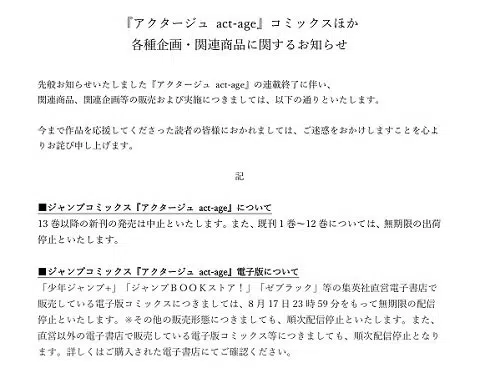 『アクタージュ act-age』コミックスほか
各種企画・関連商品に関するお知らせ
先般お知らせいたしました『アクタージュ act-age』の連載終了に伴い、
関連商品、関連企画等の販売および実施につきましては、以下の通りといたします。
今まで作品を応援してくださった読者の皆様におかれましては、ご迷惑をおかけしますことを心よ
りお詫び申し上げます。
記
■ジャンプコミックス『アクタージュ act-age』について
13巻以降の新刊の発売は中止といたします。また、既刊1巻～12巻については、無期限の出荷
停止といたします。
■ジャンプコミックス『アクタージュ act-age』電子版について
「少年ジャンプ+」「ジャンプBOOKストア！」「ゼブラック」等の集英社直営電子書店で
販売している電子版コミックスにつきましては、8月17日23時59分をもって無期限の配信
停止といたします。※その他の販売形態につきましても、順次配信停止といたします。また、
直営以外の電子書店で販売している電子版コミックス等につきましても、順次配信停止となり
ます。詳しくはご購入された電子書店にてご確認ください。